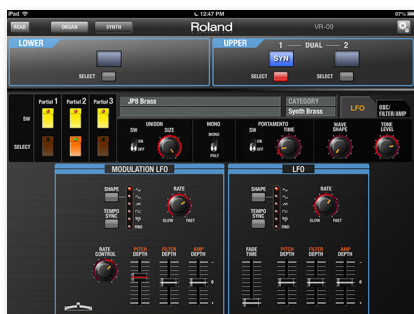 iPad 12:47 PM 97%
READ ORGAN SYNTH Roland VR-09
LOWER UPPER 1 DUAL 2
SYN
SELECT SELECT SELECT
Partial 1 Partial 2 Partial 3 JP8 Brass CATEGORY
Synth Brass LFO OSC/
FILTER/AMP
SW UNISON MONO PORTAMENTO WAVE
SHAPE TONE
LEVEL
SW SIZE MONO SW TIME
ON ON
OFF OFF
SELECT POLY
MODULATION LFO LFO
SHAPE RATE SHAPE RATE
TEMPO
SYNC SLOW FAST TEMPO
SYNC SLOW FAST
RND RND
RATE
CONTROL PITCH
DEPTH FILTER
DEPTH AMP
DEPTH FADE
TIME PITCH
DEPTH FILTER
DEPTH AMP
DEPTH